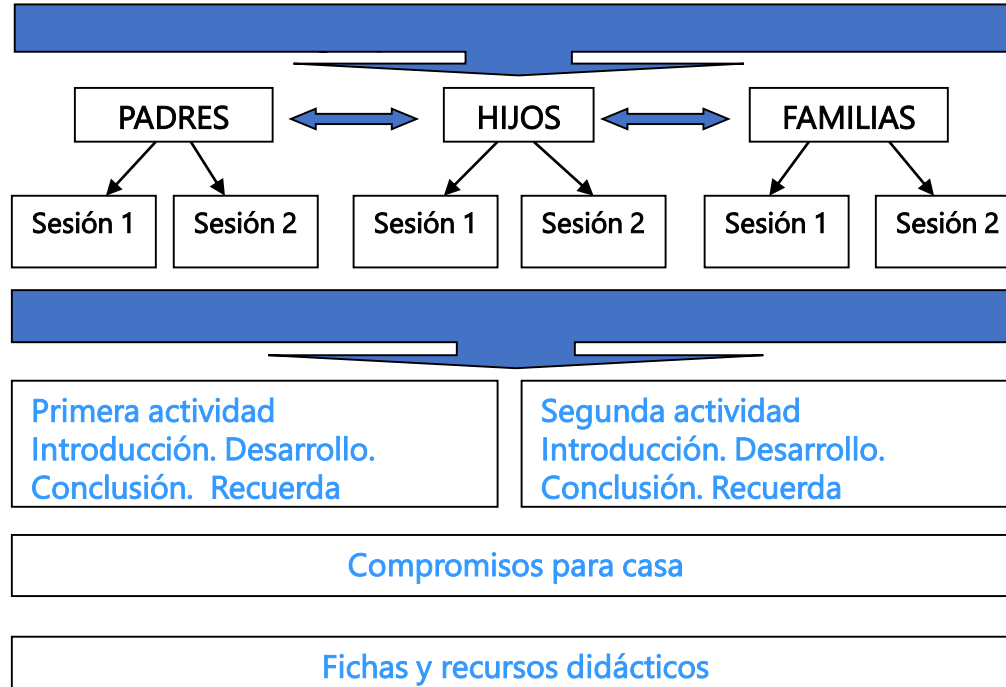 PADRES
HIJOS
FAMILIAS
Sesión 1
Sesión 2
Sesión 1
Sesión 2
Sesión 1
Sesión 2
Primera actividad
Introducción. Desarrollo.
Conclusión.  Recuerda
Segunda actividad
Introducción. Desarrollo.
Conclusión. Recuerda
Compromisos para casa
Fichas y recursos didácticos